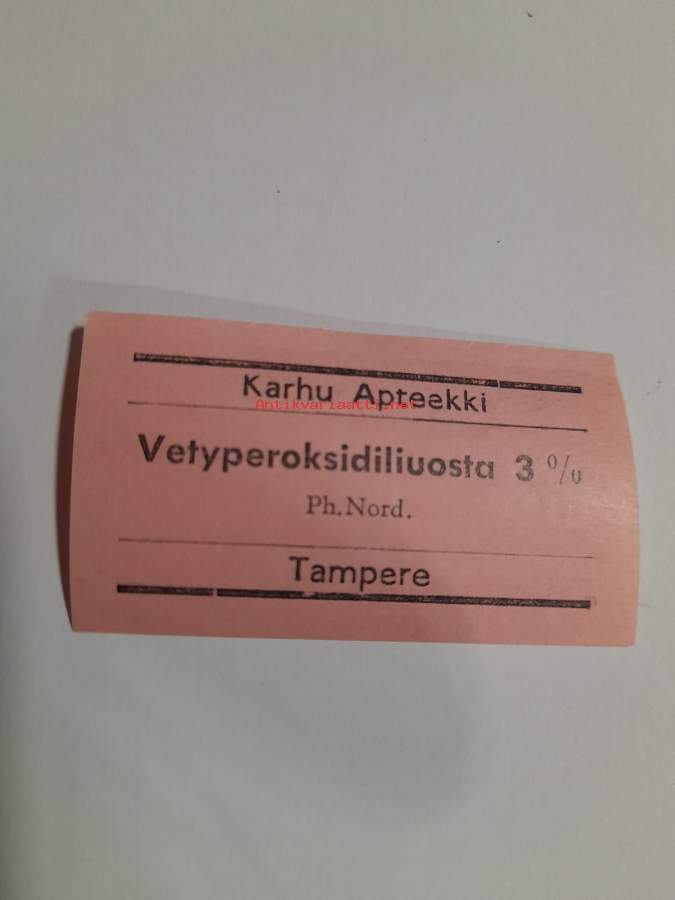 Karhu Apteekki
Antikvariaatti.net
Vetyperoksidiliuosta 3 %
Ph. Nord.
Tampere